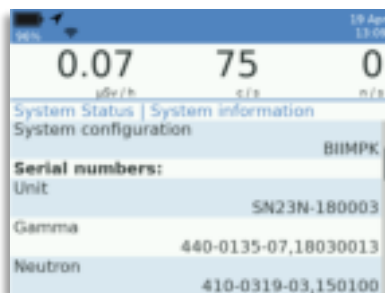 96% 19 Apr
13:09
0.07 75 0
µSv/h c/s n/s
System Status | System information
System configuration
BIIMPK
Serial numbers:
Unit
SN23N-180003
Gamma
440-0135-07,18030013
Neutron
410-0319-03,150100